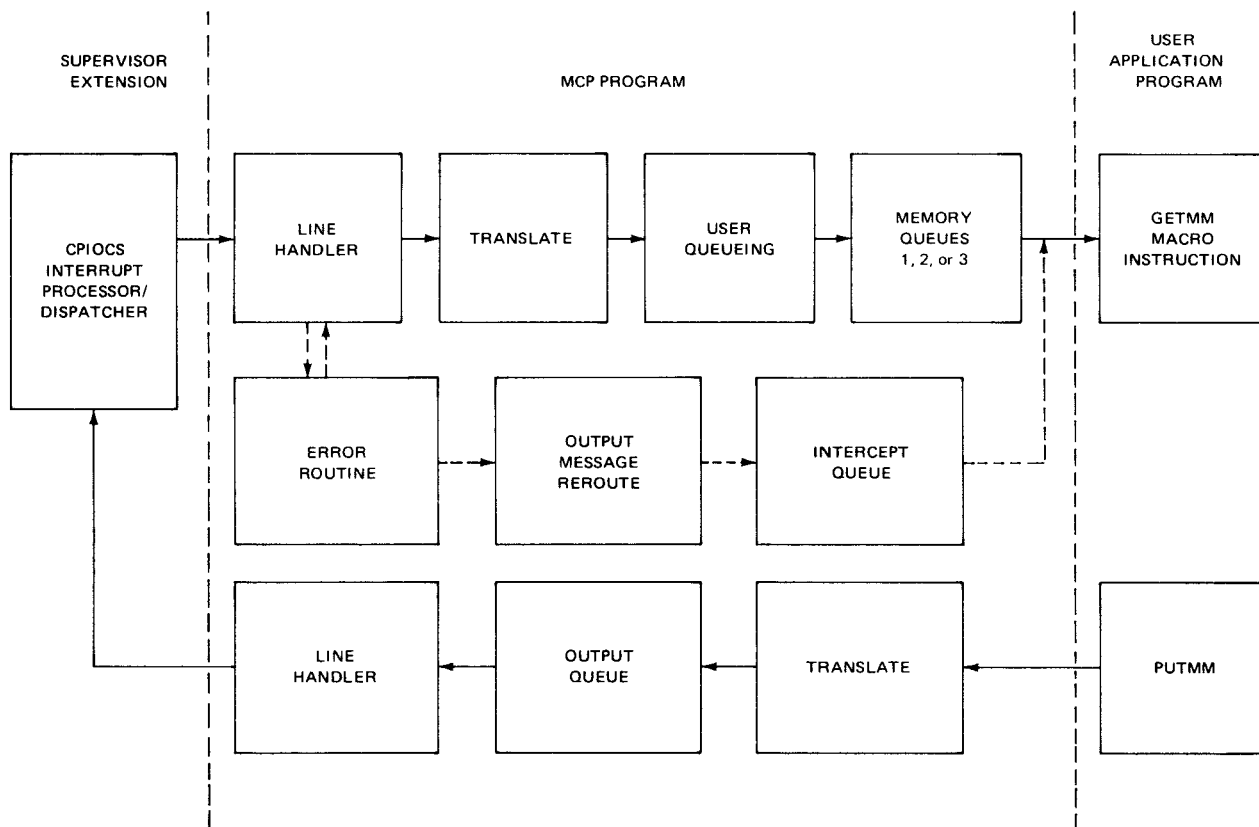 SUPERVISOR
EXTENSION
MCP PROGRAM
USER
APPLICATION
PROGRAM
CPIOCS
INTERRUPT
PROCESSOR/
DISPATCHER
LINE
HANDLER
TRANSLATE
USER
QUEUEING
MEMORY
QUEUES
1, 2, or 3
GETMM
MACRO
INSTRUCTION
ERROR
ROUTINE
OUTPUT
MESSAGE
REROUTE
INTERCEPT
QUEUE
LINE
HANDLER
OUTPUT
QUEUE
TRANSLATE
PUTMM